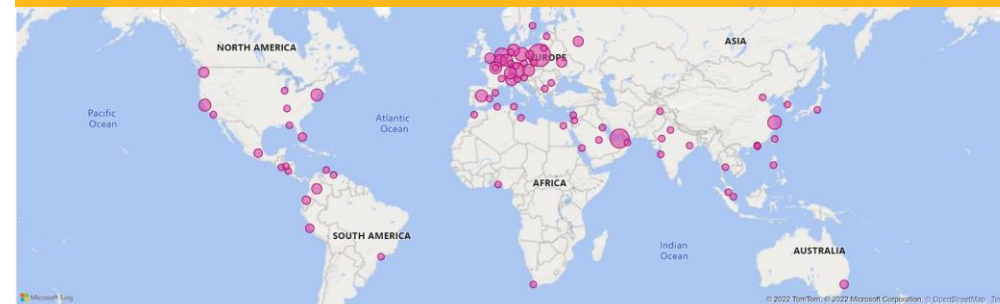 NORTH AMERICA
ASIA
EUROPE
Pacific
Ocean
Atlantic
Ocean
AFRICA
SOUTH AMERICA
Indian
Ocean
AUSTRALIA
Microsoft Bing
© 2022 TomTom, © 2022 Microsoft Corporation, © OpenStreetMap